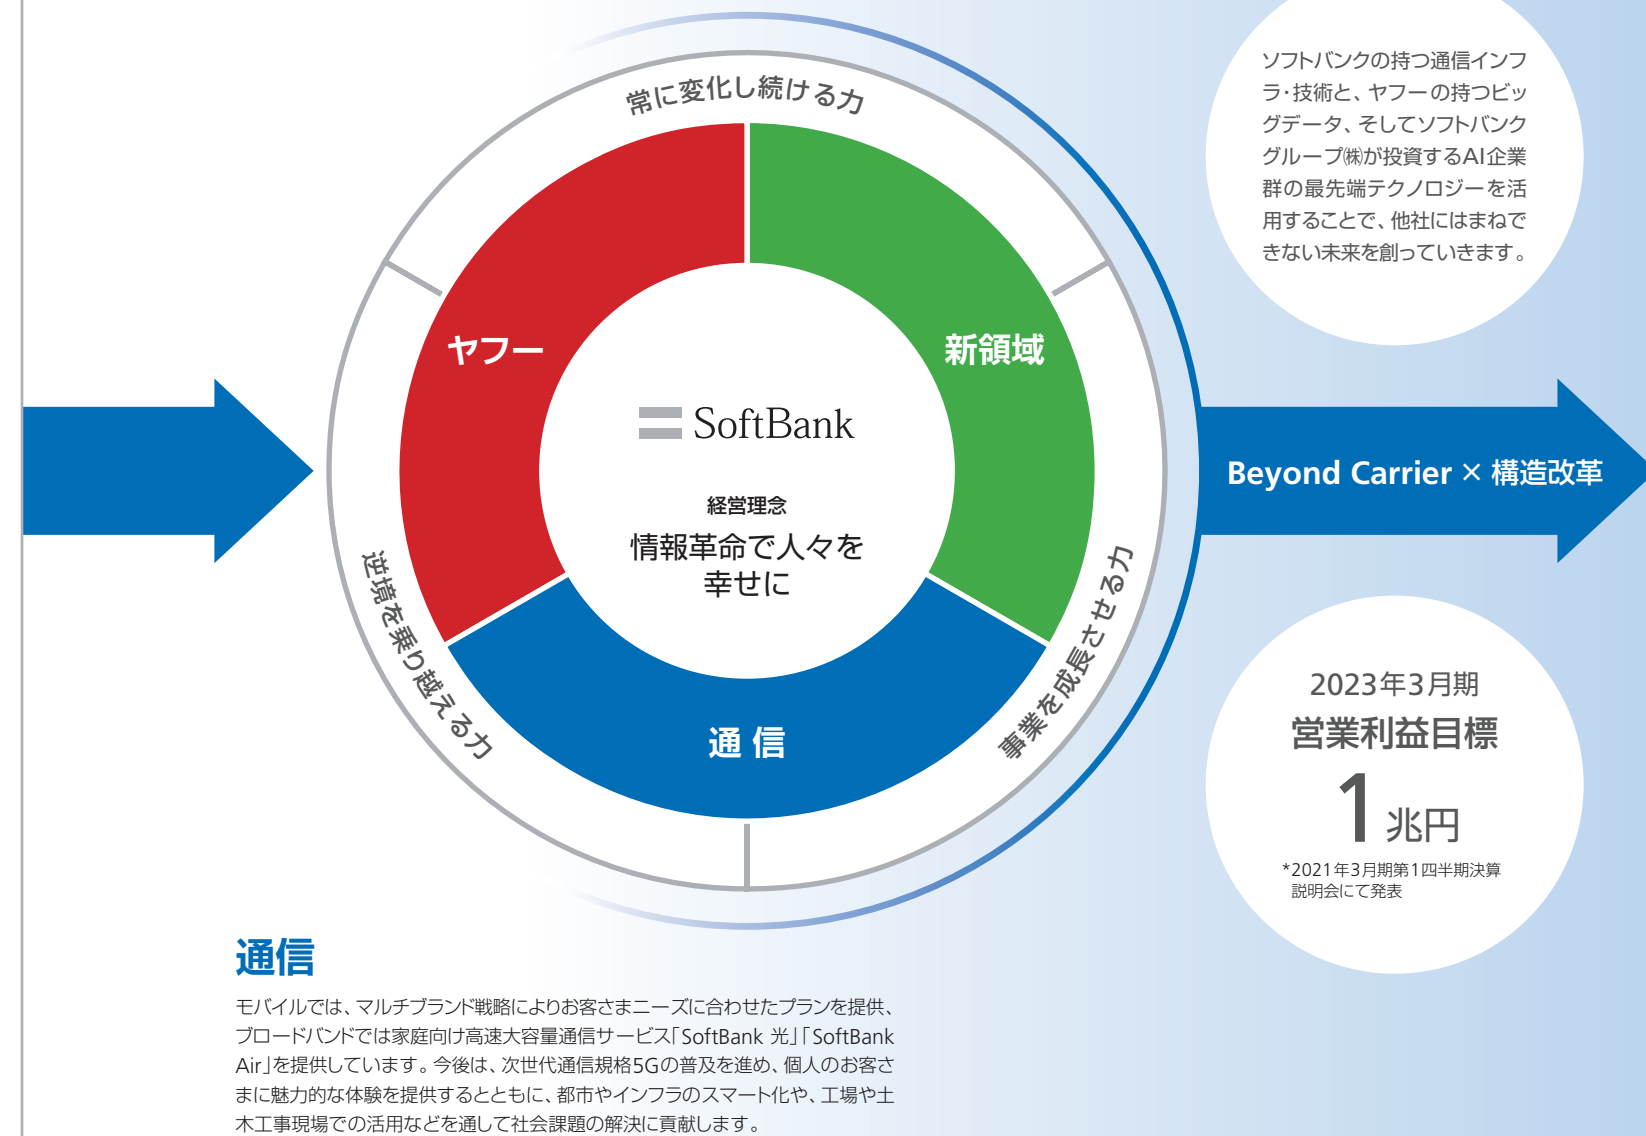 常に変化し続ける力
ヤフー
新領域
SoftBank
経営理念
情報革命で人々を
幸せに
逆境を乗り越える力
事業を成長させる力
通信
ソフトバンクの持つ通信インフ
ラ・技術と、ヤフーの持つビッ
グデータ、そしてソフトバンク
グループ㈱が投資するAI企業
群の最先端テクノロジーを活
用することで、他社にはまねで
きない未来を創っていきます。
Beyond Carrier × 構造改革
2023年3月期
営業利益目標
1兆円
*2021年3月期第1四半期決算
説明会にて発表
通信
モバイルでは、マルチブランド戦略によりお客さまニーズに合わせたプランを提供、
ブロードバンドでは家庭向け高速大容量通信サービス「SoftBank 光」「SoftBank
Air」を提供しています。今後は、次世代通信規格5Gの普及を進め、個人のお客さ
まに魅力的な体験を提供するとともに、都市やインフラのスマート化や、工場や土
木工事現場での活用などを通して社会課題の解決に貢献します。